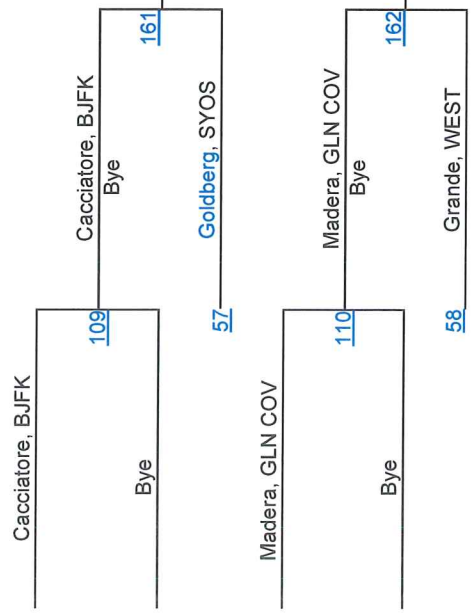 Cacciatore, BJFK
109
Bye
Cacciatore, BJFK
Bye
161
Goldberg, SYOS
57
Madera, GLN COV
110
Bye
Madera, GLN COV
Bye
162
Grande, WEST
58